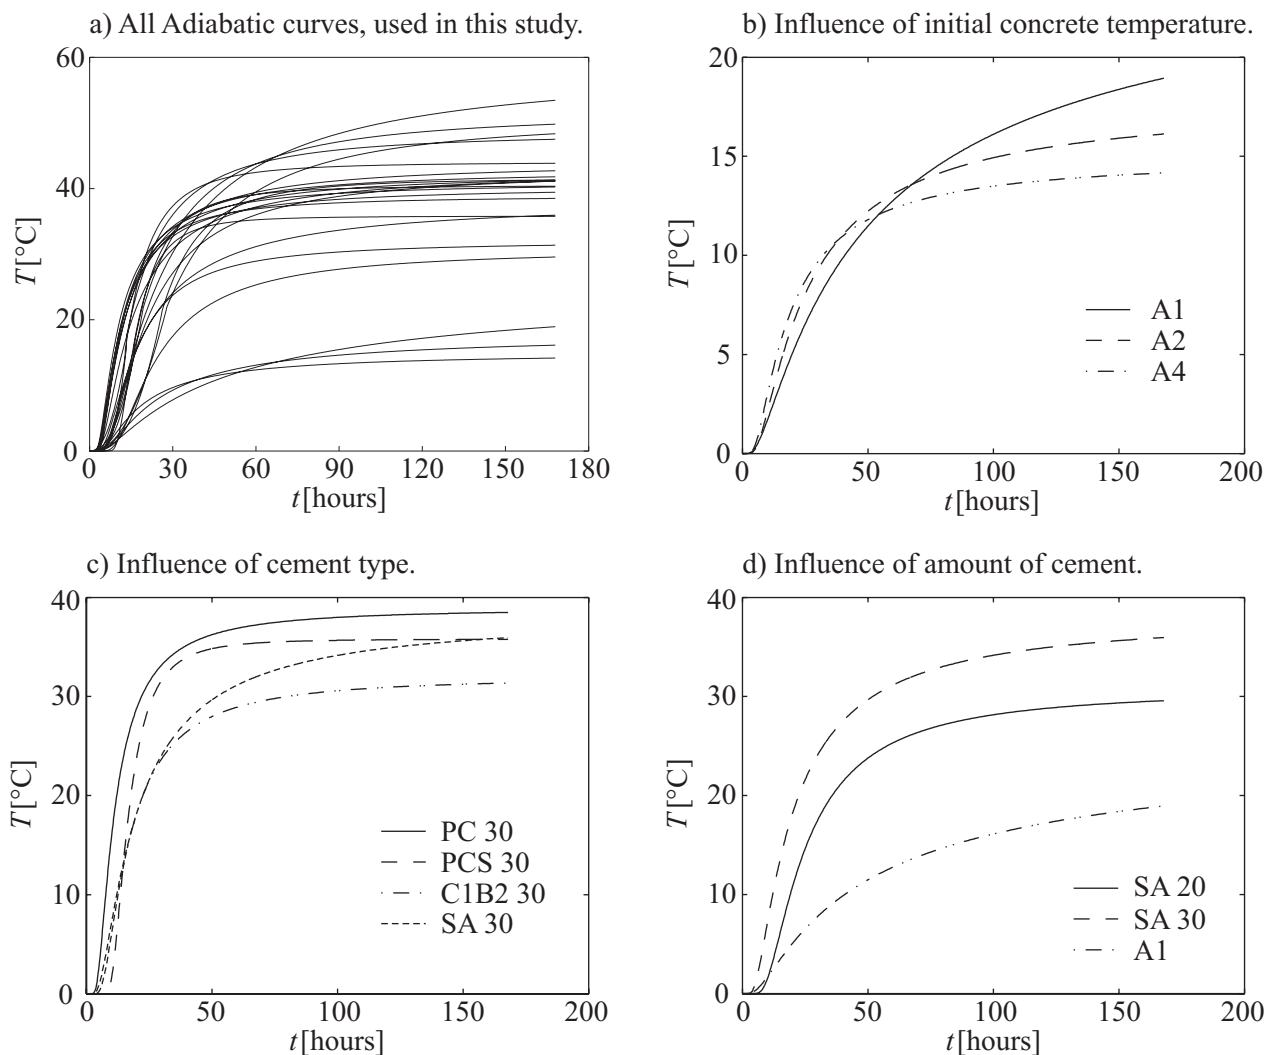 a) All Adiabatic curves, used in this study.
60
40
20
0
T[°C]
0 30 60 90 120 150 180
t[hours]
b) Influence of initial concrete temperature.
20
15
10
5
0
T[°C]
A1
A2
A4
0 50 100 150 200
t[hours]
c) Influence of cement type.
40
30
20
10
0
T[°C]
PC 30
PCS 30
C1B2 30
SA 30
0 50 100 150 200
t[hours]
d) Influence of amount of cement.
40
30
20
10
0
T[°C]
SA 20
SA 30
A1
0 50 100 150 200
t[hours]